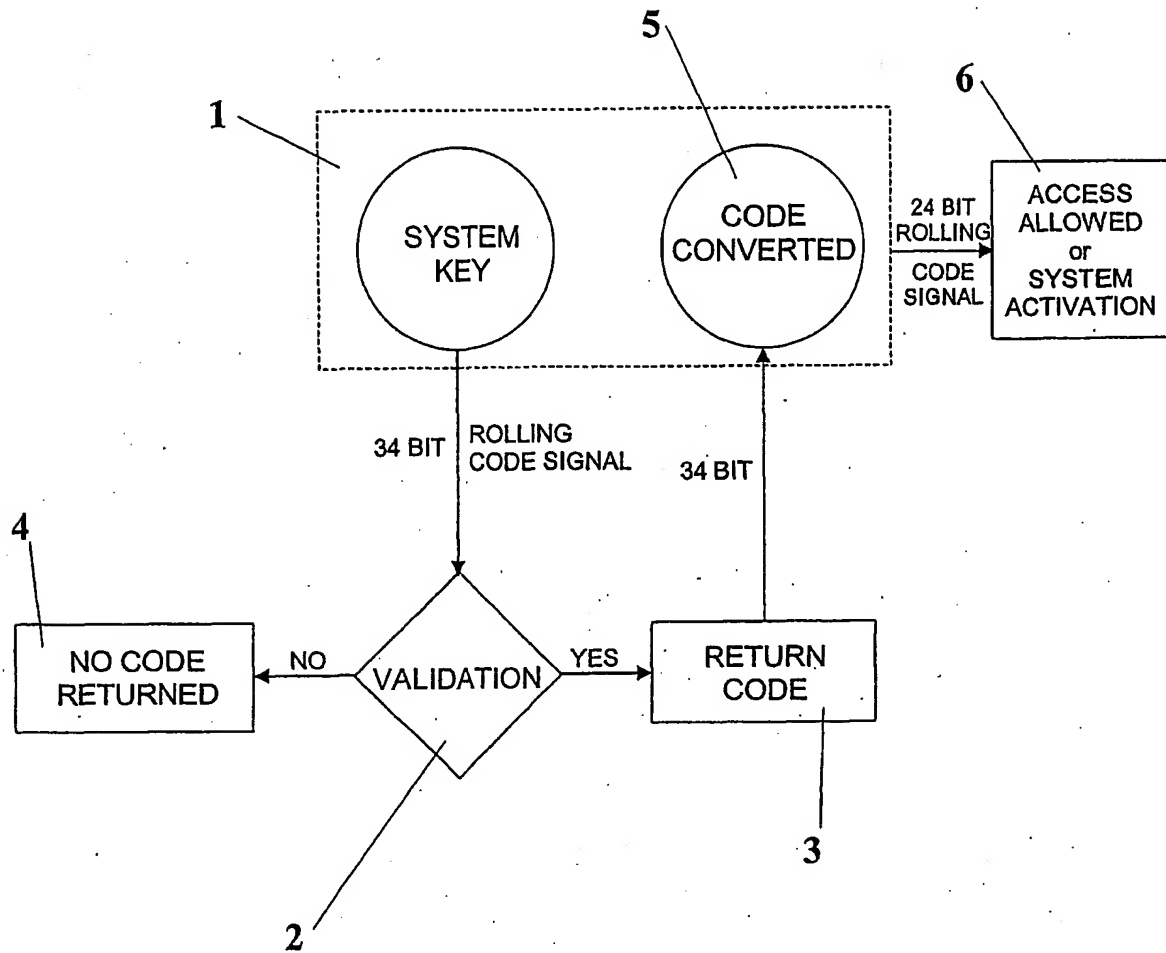 5
6
1
SYSTEM
KEY
CODE
CONVERTED
24 BIT
ROLLING
CODE
SIGNAL
ACCESS
ALLOWED
or
SYSTEM
ACTIVATION
34 BIT
ROLLING
CODE SIGNAL
34 BIT
4
NO CODE
RETURNED
NO
VALIDATION
YES
RETURN
CODE
3
2